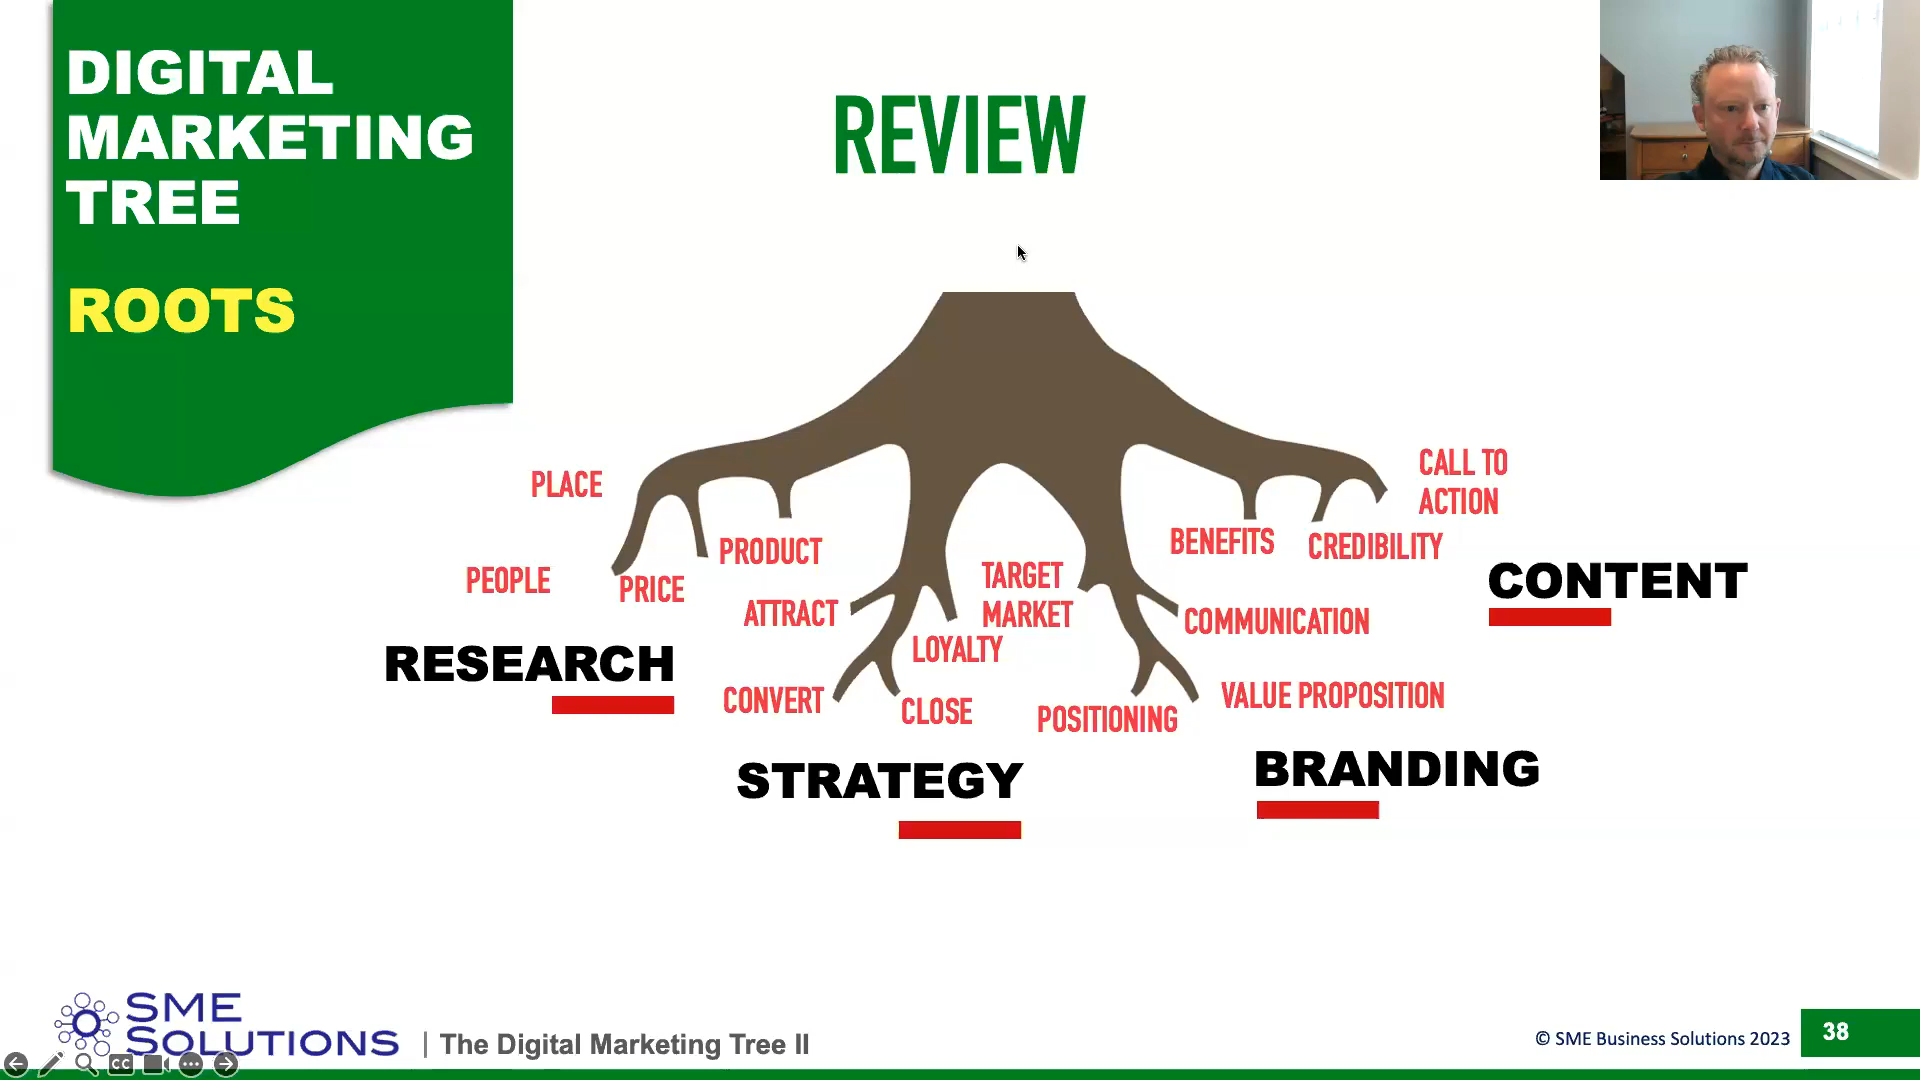 DIGITAL
MARKETING
TREE
ROOTS
REVIEW
PLACE
PEOPLE
PRICE
PRODUCT
RESEARCH
ATTRACT
CONVERT
CLOSE
LOYALTY
STRATEGY
TARGET
MARKET
POSITIONING
COMMUNICATION
VALUE PROPOSITION
BRANDING
BENEFITS
CREDIBILITY
CALL TO
ACTION
CONTENT
SME
SOLUTIONS
| The Digital Marketing Tree II
© SME Business Solutions 2023
38
CC